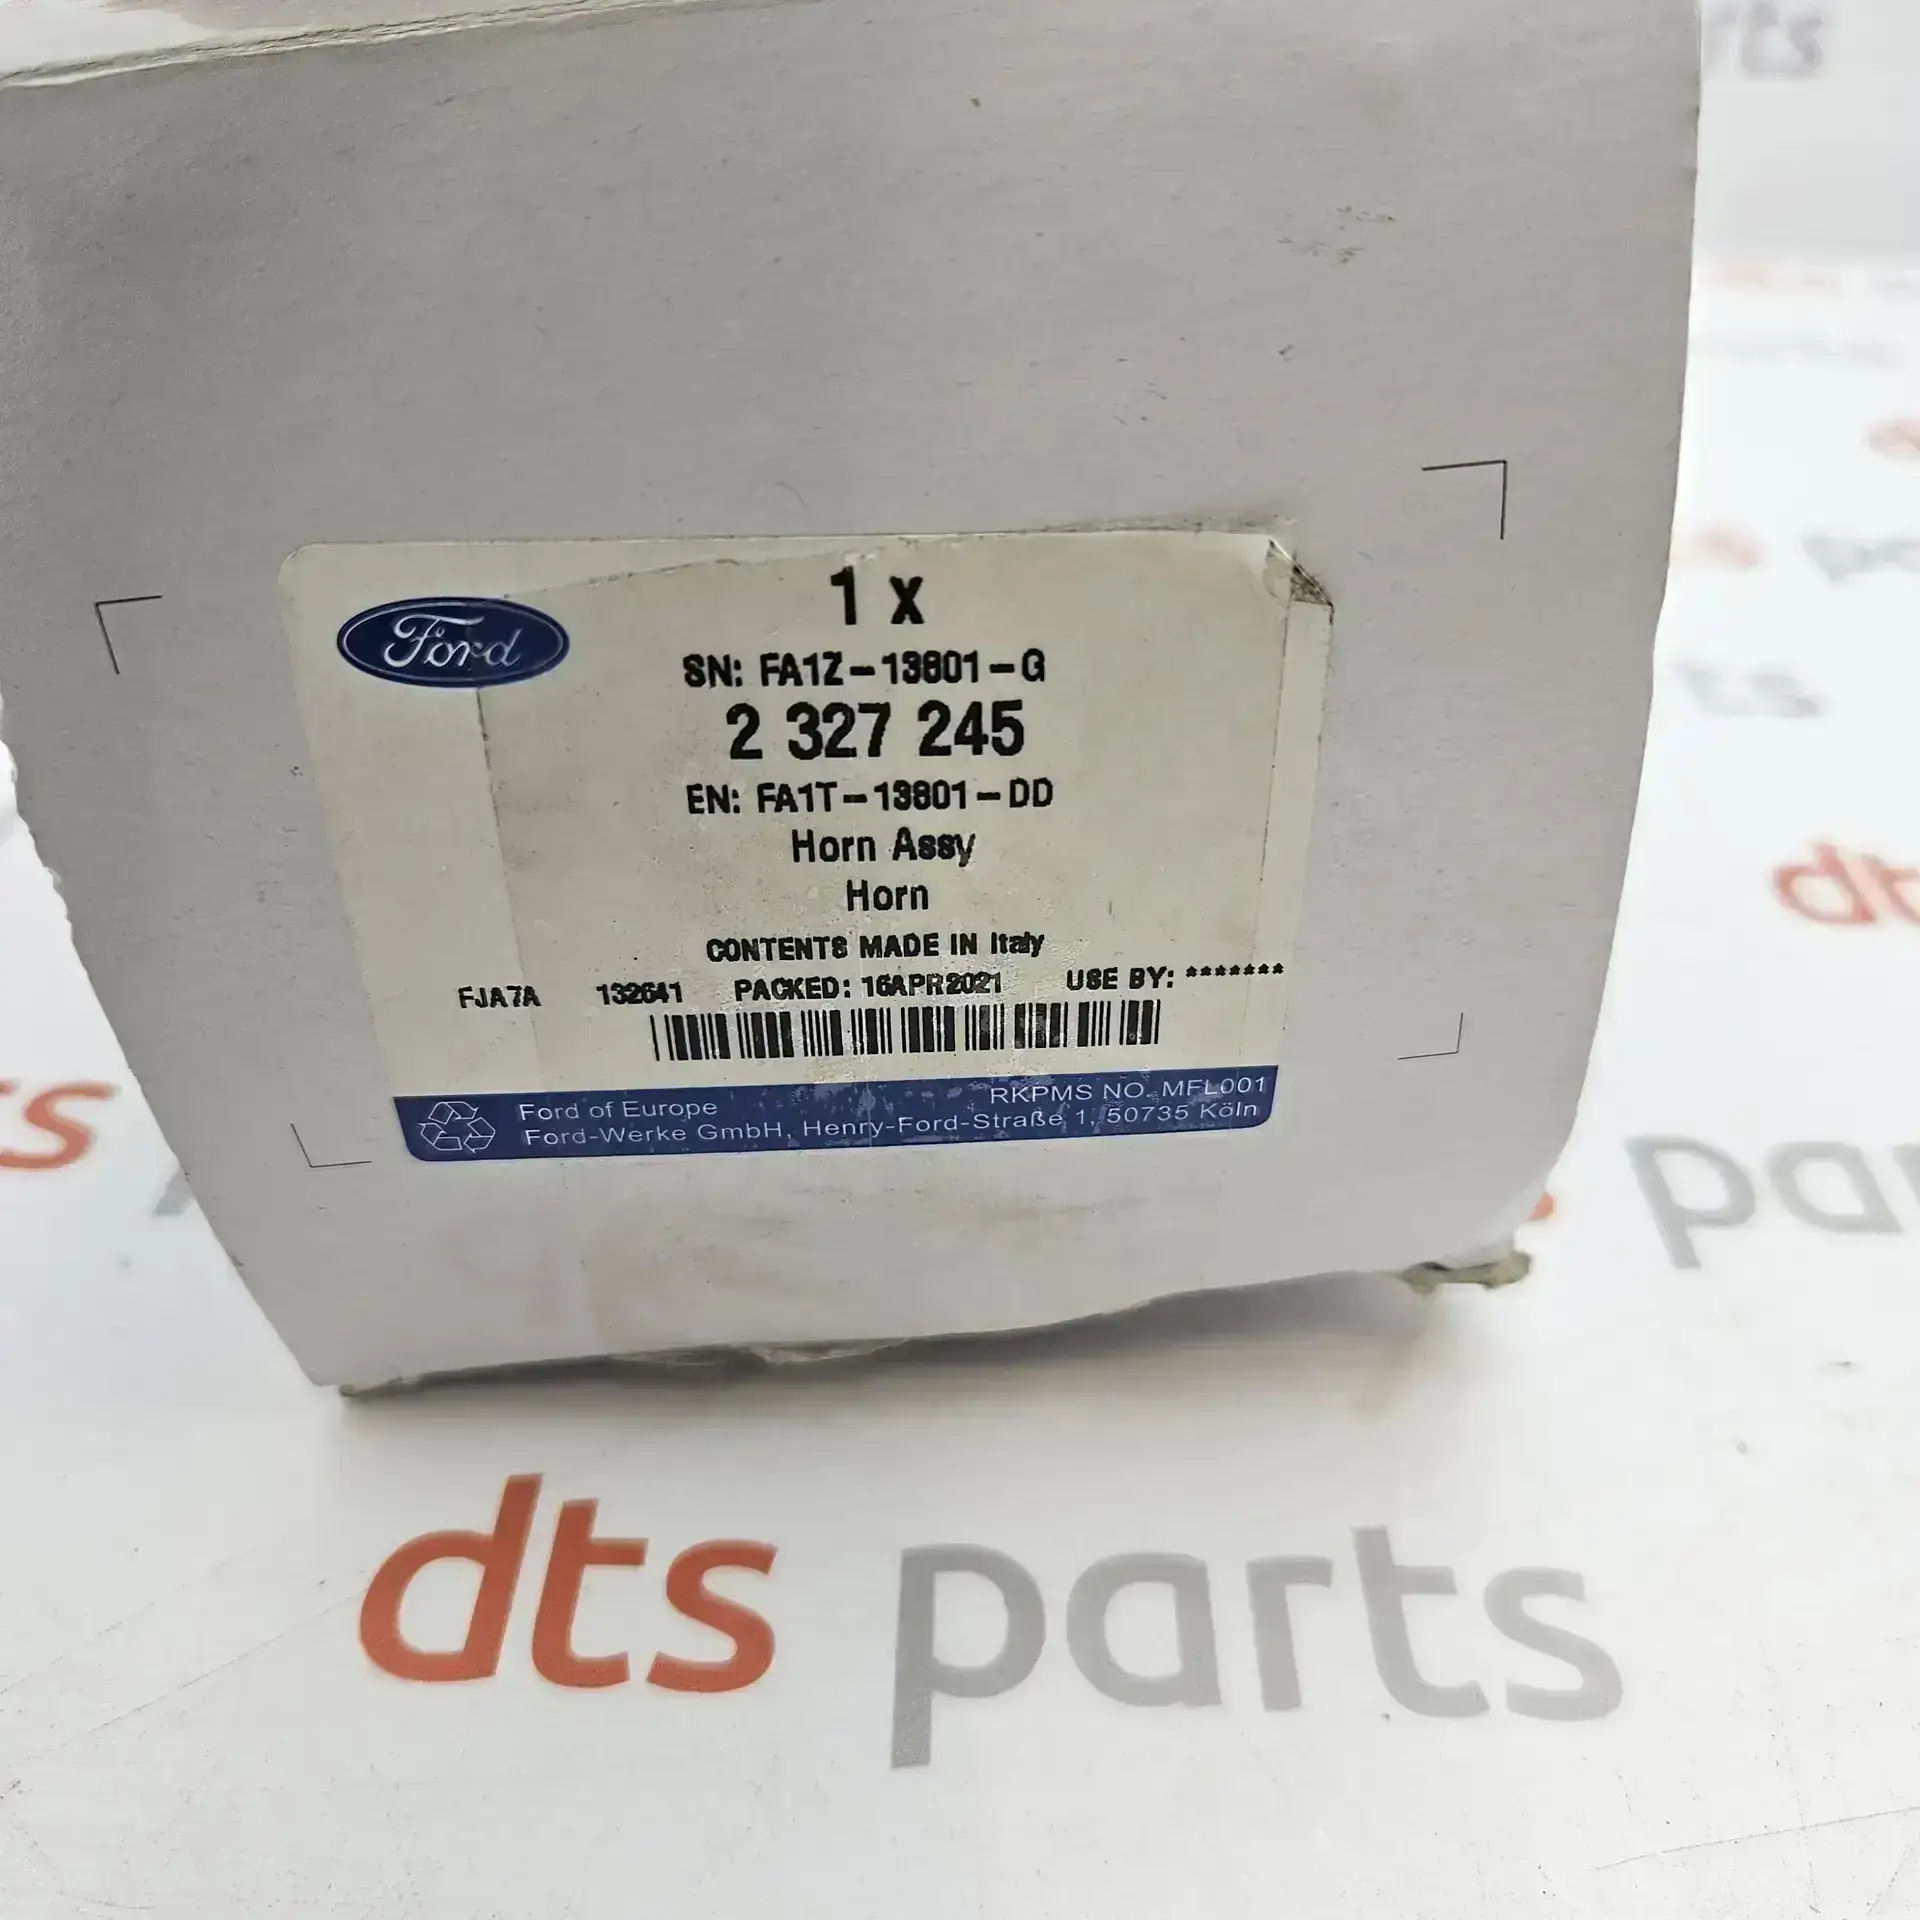 Ford
1 x
SN: FA1Z-13801-G
2 327 245
EN: FA1T-13801-DD
Horn Assy
Horn
CONTENTS MADE IN Italy
FJA7A 132641 PACKED: 16APR2021 USE BY: *******
Ford of Europe RKPMS NO. MFL001
Ford-Werke GmbH, Henry-Ford-Straße 1, 50735 Köln
dts parts